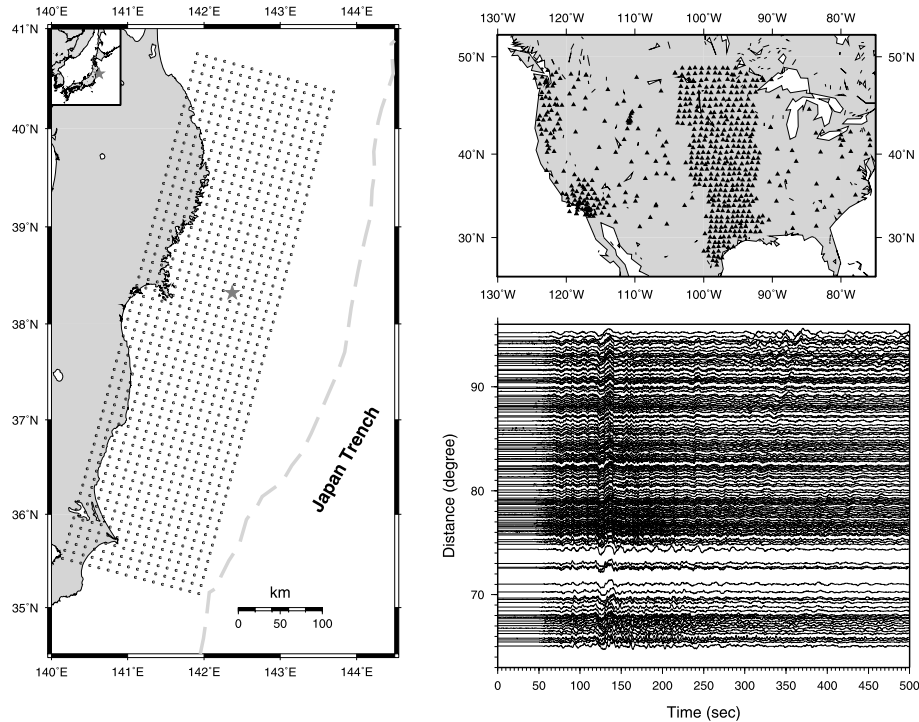 140˚E 141˚E 142˚E 143˚E 144˚E
41˚N
40˚N
39˚N
38˚N
37˚N
36˚N
35˚N
Japan Trench
km
0 50 100
140˚E 141˚E 142˚E 143˚E 144˚E
130˚W 120˚W 110˚W 100˚W 90˚W 80˚W
50˚N 50˚N
40˚N 40˚N
30˚N 30˚N
130˚W 120˚W 110˚W 100˚W 90˚W 80˚W
Distance (degree)
90
80
70
0 50 100 150 200 250 300 350 400 450 500
Time (sec)